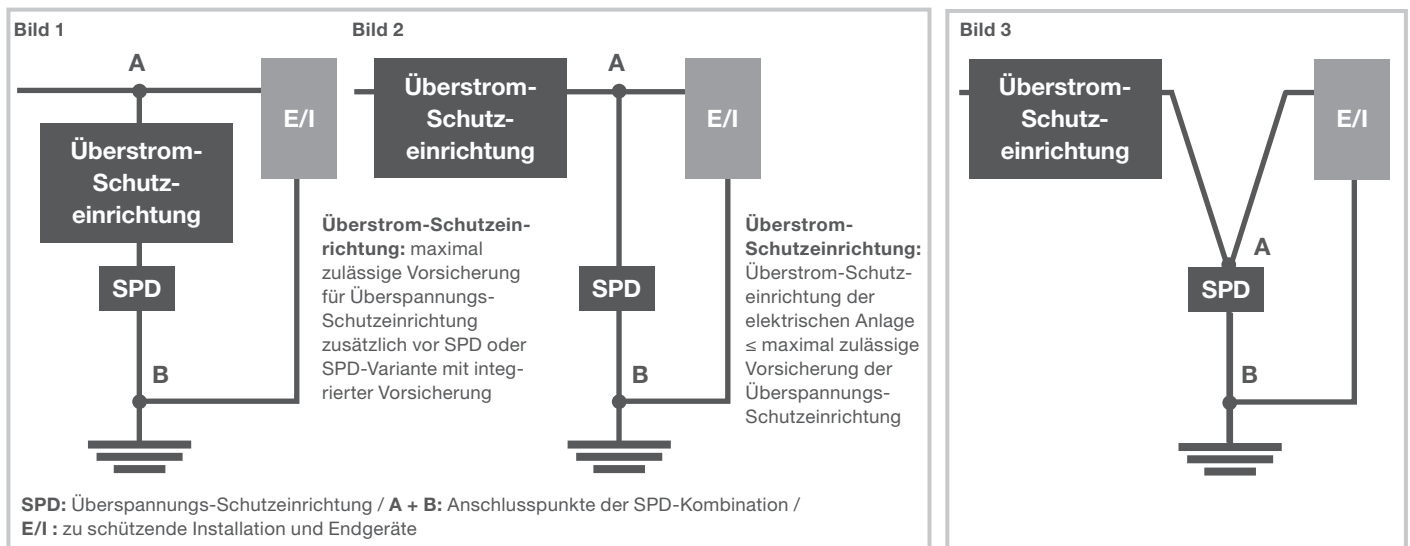 Bild 1
A
E/I
Überstrom-
Schutz-
einrichtung
SPD
B
Überstrom-Schutzein-
richtung: maximal
zulässige Vorsicherung
für Überspannungs-
Schutzeinrichtung
zusätzlich vor SPD oder
SPD-Variante mit integ-
rierter Vorsicherung
Bild 2
Überstrom-
Schutz-
einrichtung
A
E/I
SPD
B
Überstrom-
Schutzeinrichtung:
Überstrom-Schutz-
einrichtung der
elektrischen Anlage
≤ maximal zulässige
Vorsicherung der
Überspannungs-
Schutzeinrichtung
SPD: Überspannungs-Schutzeinrichtung / A + B: Anschlusspunkte der SPD-Kombination /
E/I : zu schützende Installation und Endgeräte
Bild 3
Überstrom-
Schutz-
einrichtung
E/I
A
SPD
B